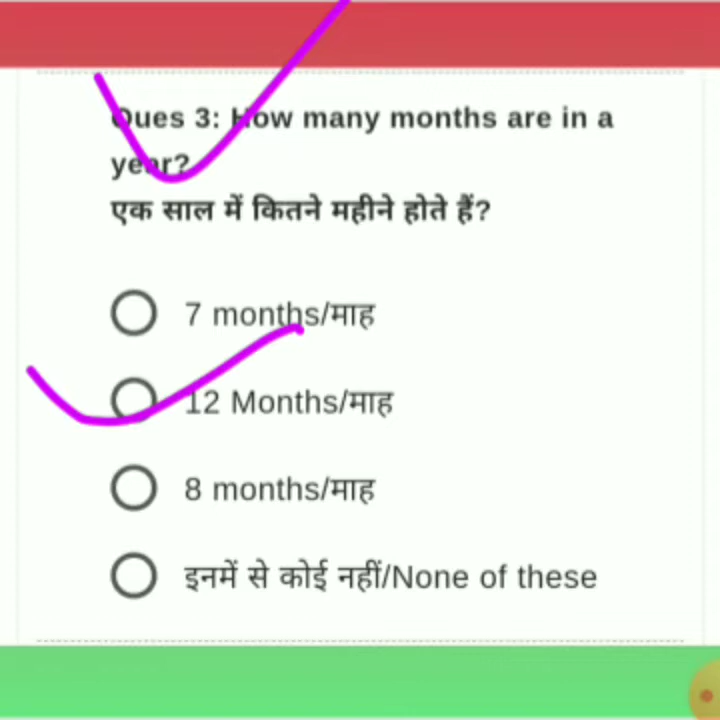 Ques 3: How many months are in a
year?
एक साल में कितने महीने होते हैं?
7 months/माह
12 Months/माह
8 months/माह
इनमें से कोई नहीं/None of these